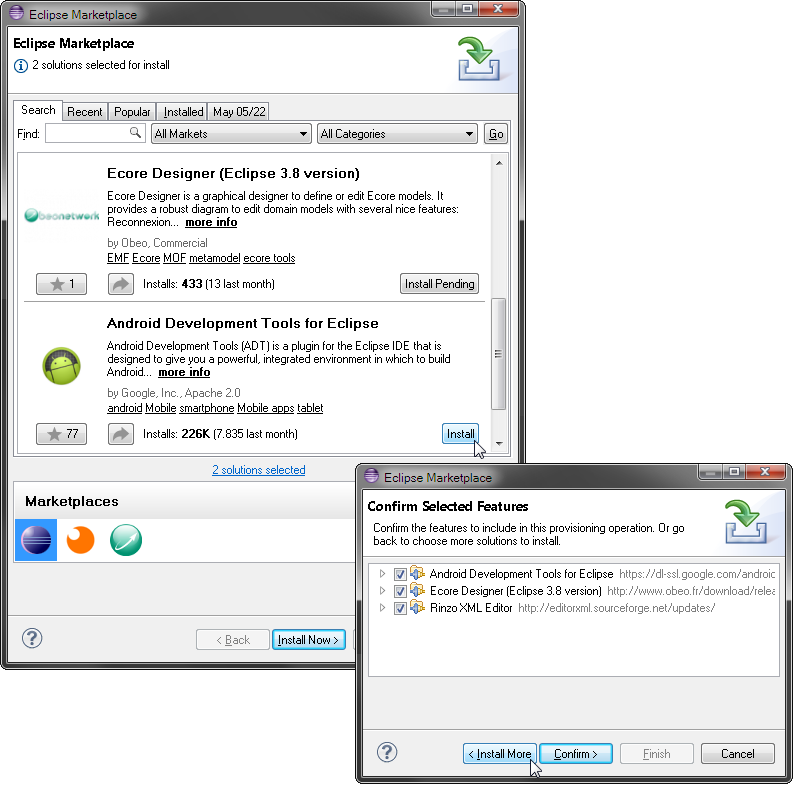 Eclipse Marketplace
Eclipse Marketplace
2 solutions selected for install
Search Recent Popular Installed May 05/22
Find: All Markets All Categories Go
Ecore Designer (Eclipse 3.8 version)
obeonetwork
Ecore Designer is a graphical designer to define or edit Ecore models. It
provides a robust diagram to edit domain models with several nice features:
Reconnexion... more info
by Obeo, Commercial
EMF Ecore MOF metamodel ecore tools
1 Installs: 433 (13 last month) Install Pending
Android Development Tools for Eclipse
Android Development Tools (ADT) is a plugin for the Eclipse IDE that is
designed to give you a powerful, integrated environment in which to build
Android... more info
by Google, Inc., Apache 2.0
android Mobile smartphone Mobile apps tablet
77 Installs: 226K (7.835 last month) Install
2 solutions selected
Marketplaces
? < Back Install Now >
Eclipse Marketplace
Confirm Selected Features
Confirm the features to include in this provisioning operation. Or go
back to choose more solutions to install.
Android Development Tools for Eclipse https://dl-ssl.google.com/android
Ecore Designer (Eclipse 3.8 version) http://www.obeo.fr/download/relea
Rinzo XML Editor http://editorxml.sourceforge.net/updates/
? < Install More Confirm > Finish Cancel